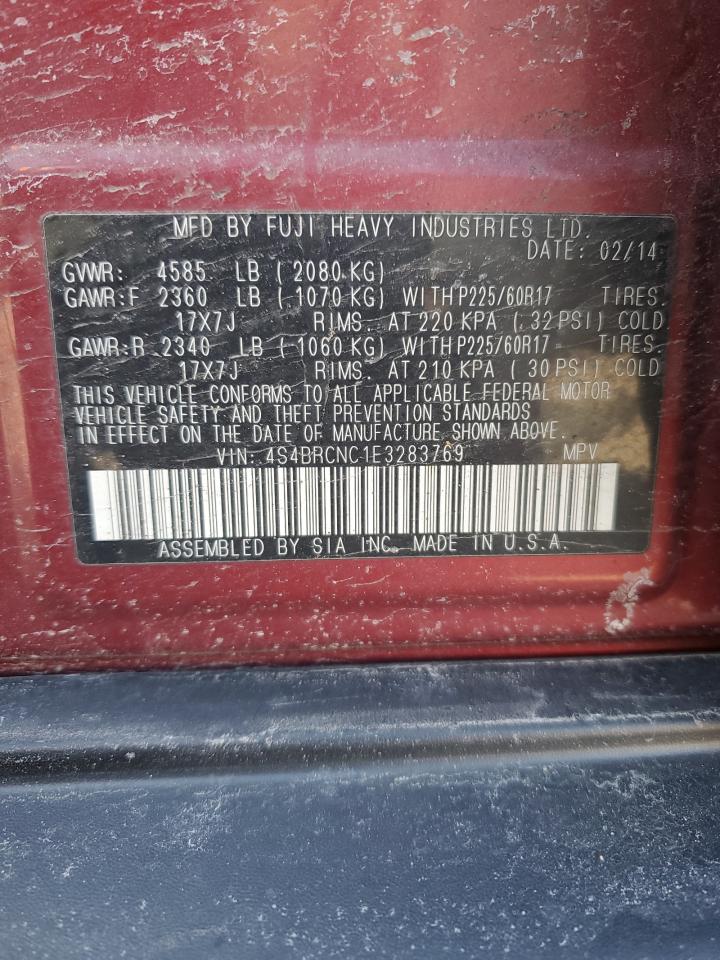 MFD BY FUJI HEAVY INDUSTRIES LTD.
DATE: 02/14
GVWR: 4585 LB ( 2080 KG)
GAWR:F 2360 LB ( 1070 KG) WITH P225/60R17 TIRES.
17X7J RIMS. AT 220 KPA ( 32 PSI) COLD
GAWR:R 2340 LB ( 1060 KG) WITH P225/60R17 TIRES.
17X7J RIMS. AT 210 KPA ( 30 PSI) COLD
THIS VEHICLE CONFORMS TO ALL APPLICABLE FEDERAL MOTOR
VEHICLE SAFETY AND THEFT PREVENTION STANDARDS
IN EFFECT ON THE DATE OF MANUFACTURE SHOWN ABOVE.
VIN: 4S4BRCNC1E3283769 MPV
ASSEMBLED BY SIA INC. MADE IN U.S.A.